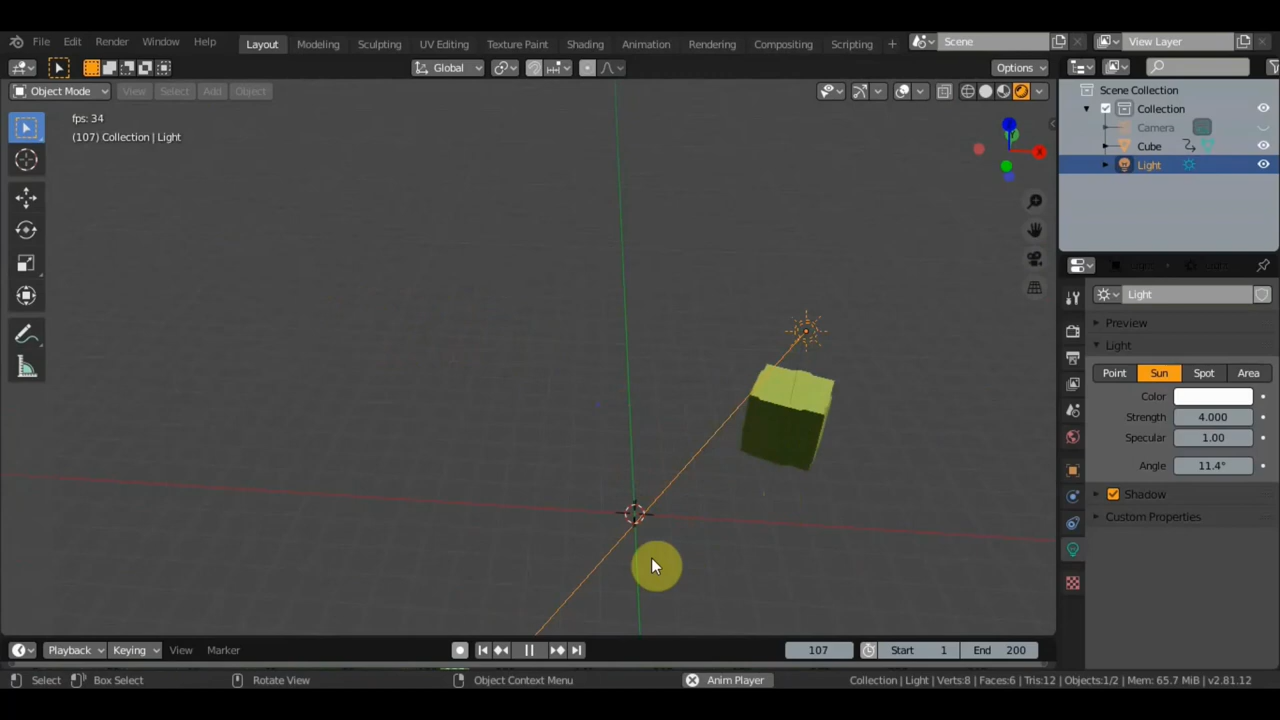 File Edit Render Window Help Layout Modeling Sculpting UV Editing Texture Paint Shading Animation Rendering Compositing Scripting + Scene View Layer
Global Options
Object Mode View Select Add Object
Scene Collection
Collection
Camera
Cube
Light
fps: 34
(107) Collection | Light
X
Light
Preview
Light
Point Sun Spot Area
Color
Strength 4.000
Specular 1.00
Angle 11.4°
Shadow
Custom Properties
Playback Keying View Marker 107 Start 1 End 200
Select Box Select Rotate View Object Context Menu Anim Player Collection | Light | Verts:8 | Faces:6 | Tris:12 | Objects:1/2 | Mem: 65.7 MiB | v2.81.12